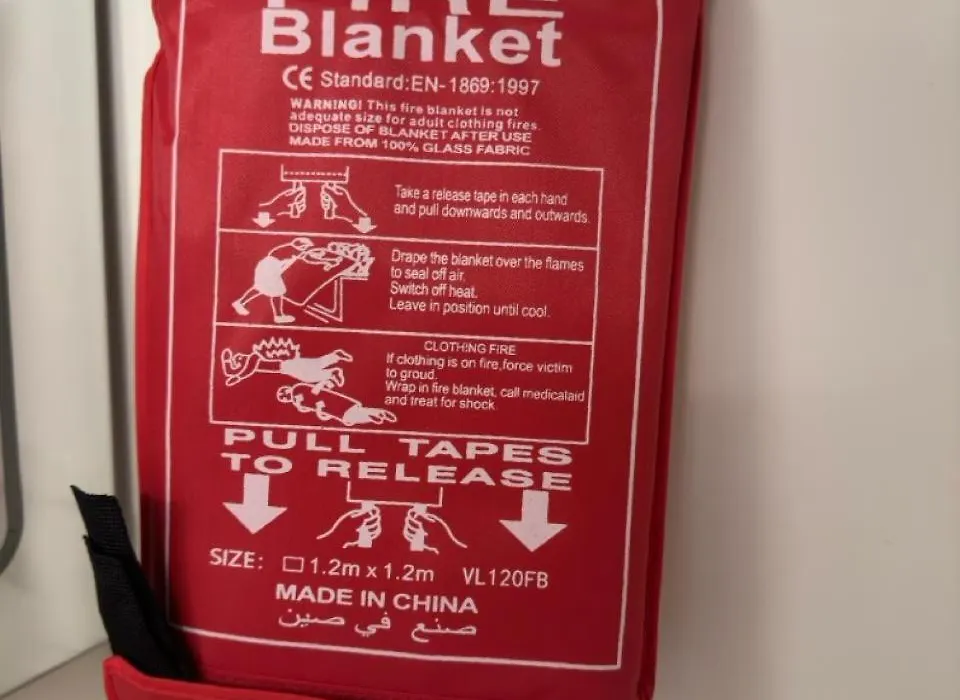 FIRE
Blanket
CE Standard:EN-1869:1997
WARNING! This fire blanket is not
adequate size for adult clothing fires.
DISPOSE OF BLANKET AFTER USE
MADE FROM 100% GLASS FABRIC
Take a release tape in each hand
and pull downwards and outwards.
Drape the blanket over the flames
to seal off air.
Switch off heat.
Leave in position until cool.
CLOTHING FIRE
If clothing is on fire,force victim
to groud.
Wrap in fire blanket, call medicalaid
and treat for shock.
PULL TAPES
TO RELEASE
SIZE: □ 1.2m x 1.2m VL120FB
MADE IN CHINA
صنع في صين